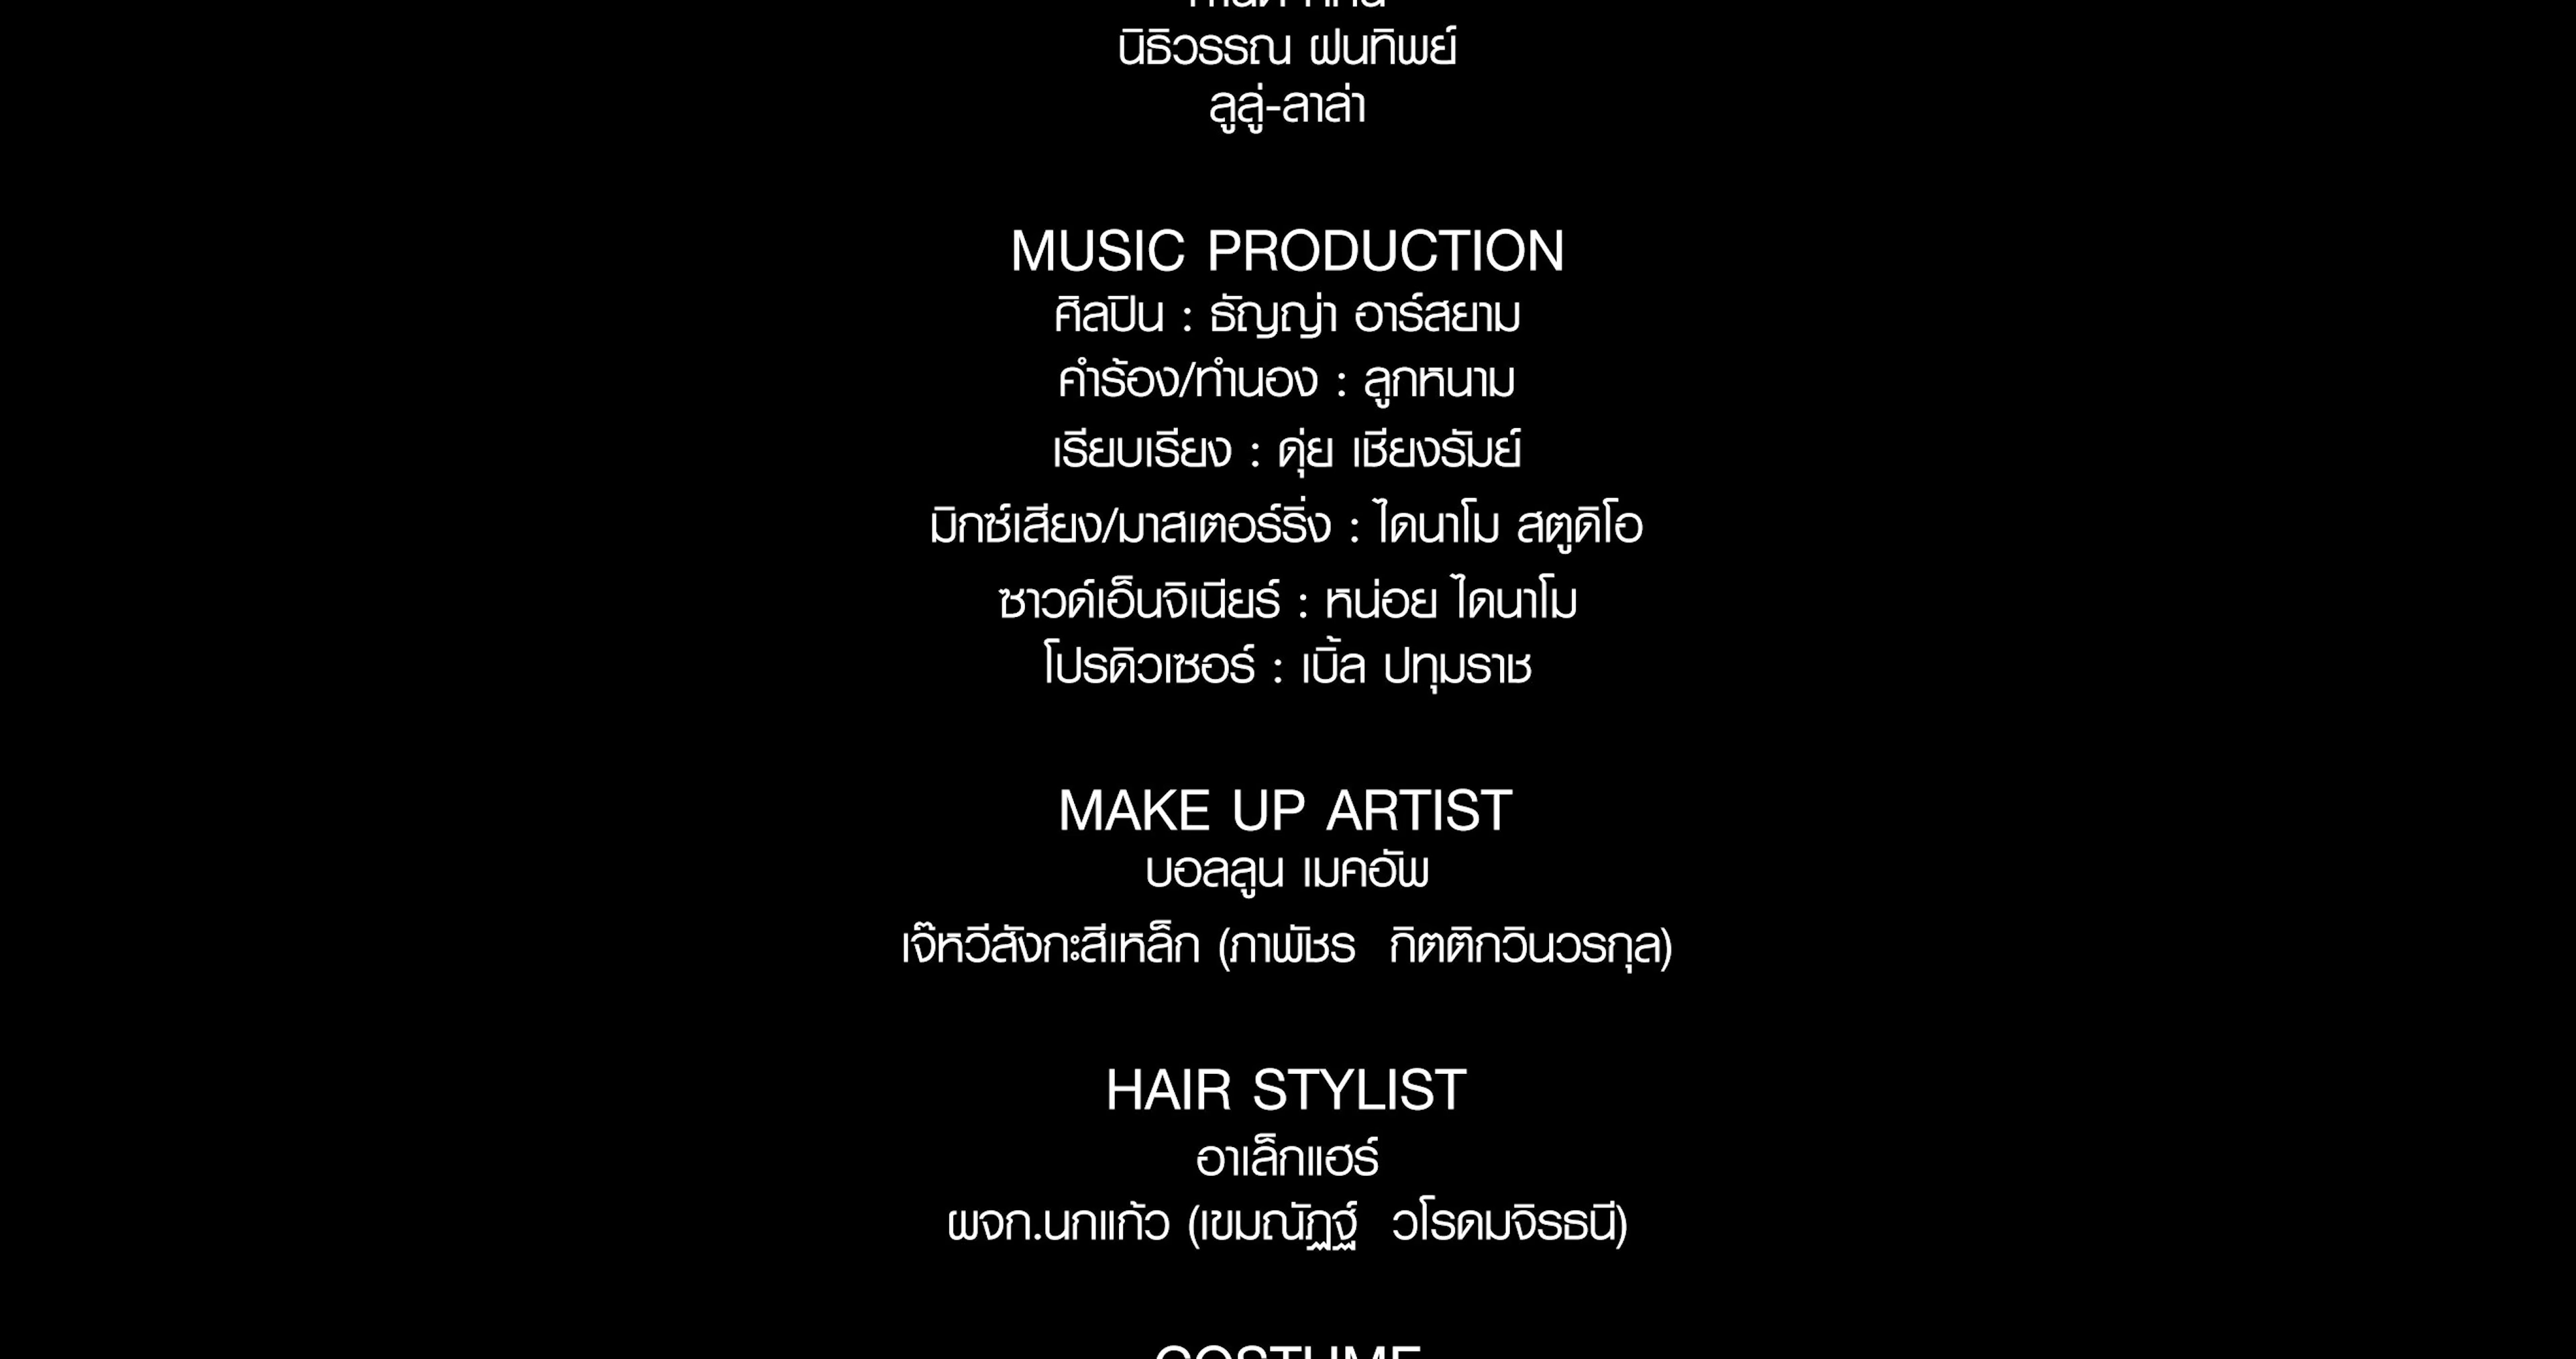 นิธิวรรณ ฝนทิพย์
ลูลู่-ลาล่า
MUSIC PRODUCTION
ศิลปิน : ธัญญ่า อาร์สยาม
คำร้อง/ทำนอง : ลูกหนาม
เรียบเรียง : ดุ่ย เชียงรัมย์
มิกซ์เสียง/มาสเตอร์ริ่ง : ไดนาโม สตูดิโอ
ซาวด์เอ็นจิเนียร์ : หน่อย ไดนาโม
โปรดิวเซอร์ : เบิ้ล ปทุมราช
MAKE UP ARTIST
บอลลูน เมคอัพ
เจ๊หวีสังกะสีเหล็ก (ภาพัชร กิตติกวินวรกุล)
HAIR STYLIST
อาเล็กแฮร์
ผจก.นกแก้ว (เขมณัฏฐ์ วโรดมจิรธนี)
COSTUME